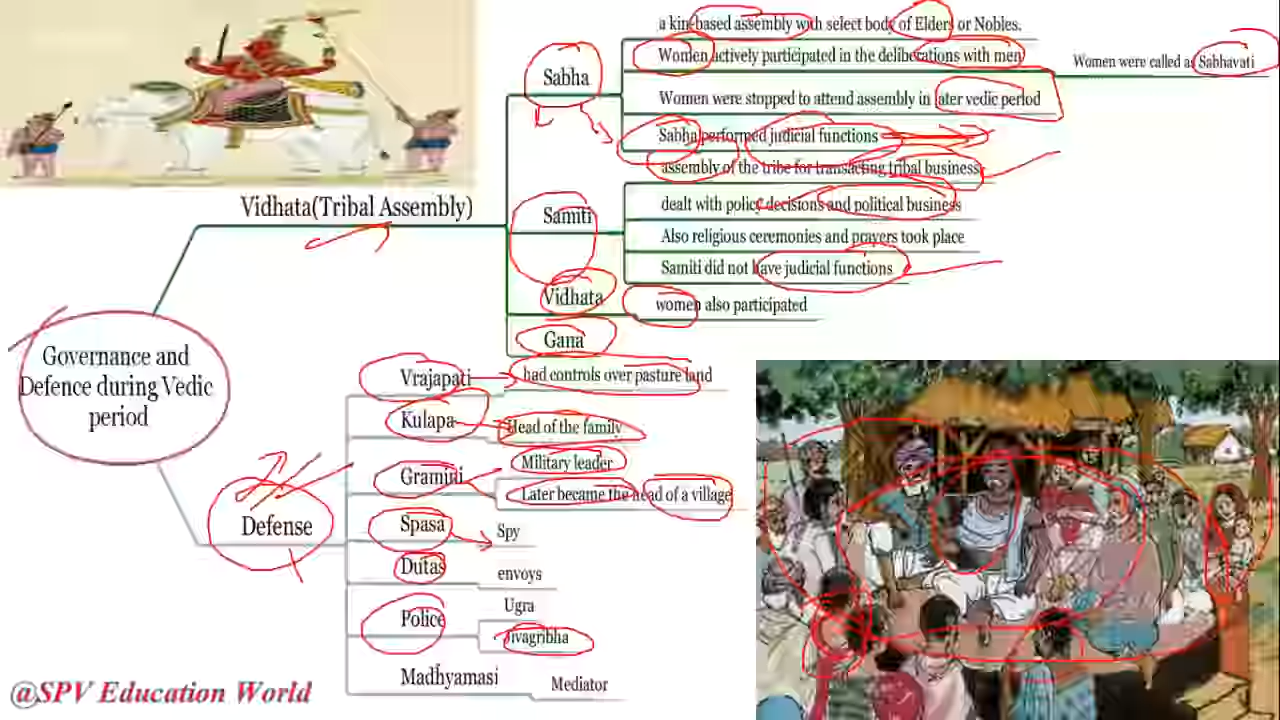 Governance and
Defence during Vedic
period
Vidhata(Tribal Assembly)
Sabha
a kin-based assembly with select body of Elders or Nobles.
Women actively participated in the deliberations with men
Women were called as Sabhavati
Women were stopped to attend assembly in later vedic period
Sabha performed judicial functions
Samiti
assembly of the tribe for transacting tribal business
dealt with policy decisions and political business
Also religious ceremonies and prayers took place
Samiti did not have judicial functions
Vidhata
women also participated
Gana
Defense
Vrajapati
had controls over pasture land
Kulapa
Head of the family
Gramini
Military leader
Later became the head of a village
Spasa
Spy
Dutas
envoys
Police
Ugra
Jivagribha
Madhyamasi
Mediator
@SPV Education World